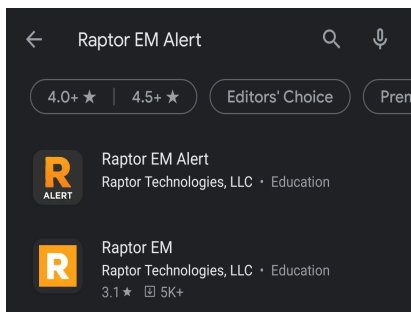 Raptor EM Alert
4.0+ ★ | 4.5+ ★ Editors' Choice Pren
R
ALERT
Raptor EM Alert
Raptor Technologies, LLC • Education
R
Raptor EM
Raptor Technologies, LLC • Education
3.1★ 5K+